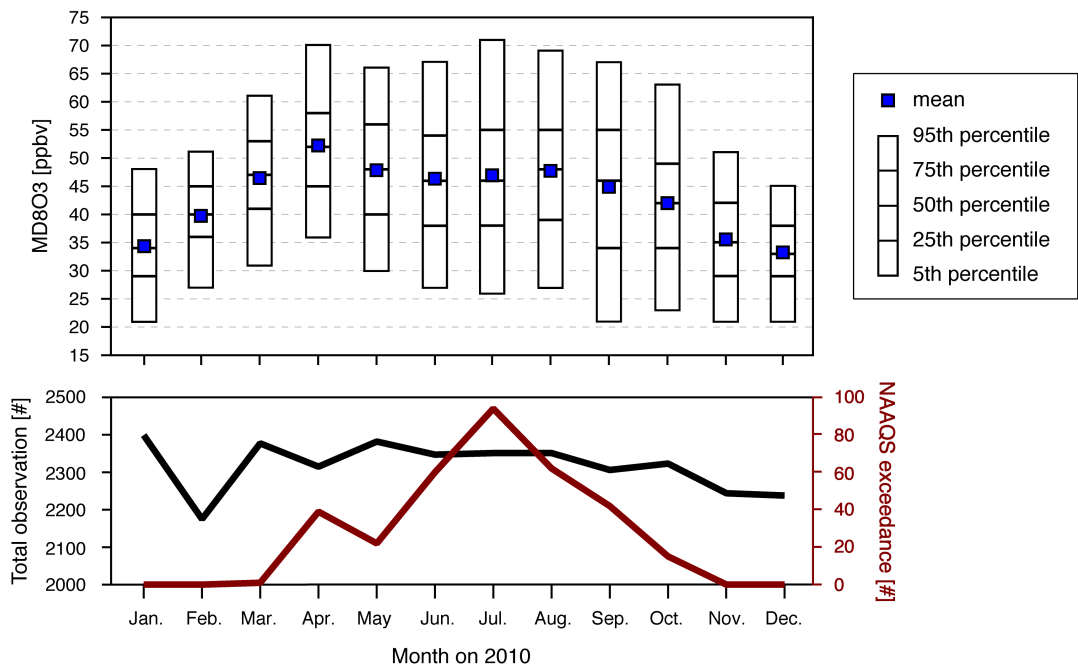 75
70
65
60
55
50
45
40
35
30
25
20
15
MD8O3 [ppbv]
mean
95th percentile
75th percentile
50th percentile
25th percentile
5th percentile
2500
2400
2300
2200
2100
2000
Total observation [#]
100
80
60
40
20
0
NAAQS exceedance [#]
Jan. Feb. Mar. Apr. May Jun. Jul. Aug. Sep. Oct. Nov. Dec.
Month on 2010